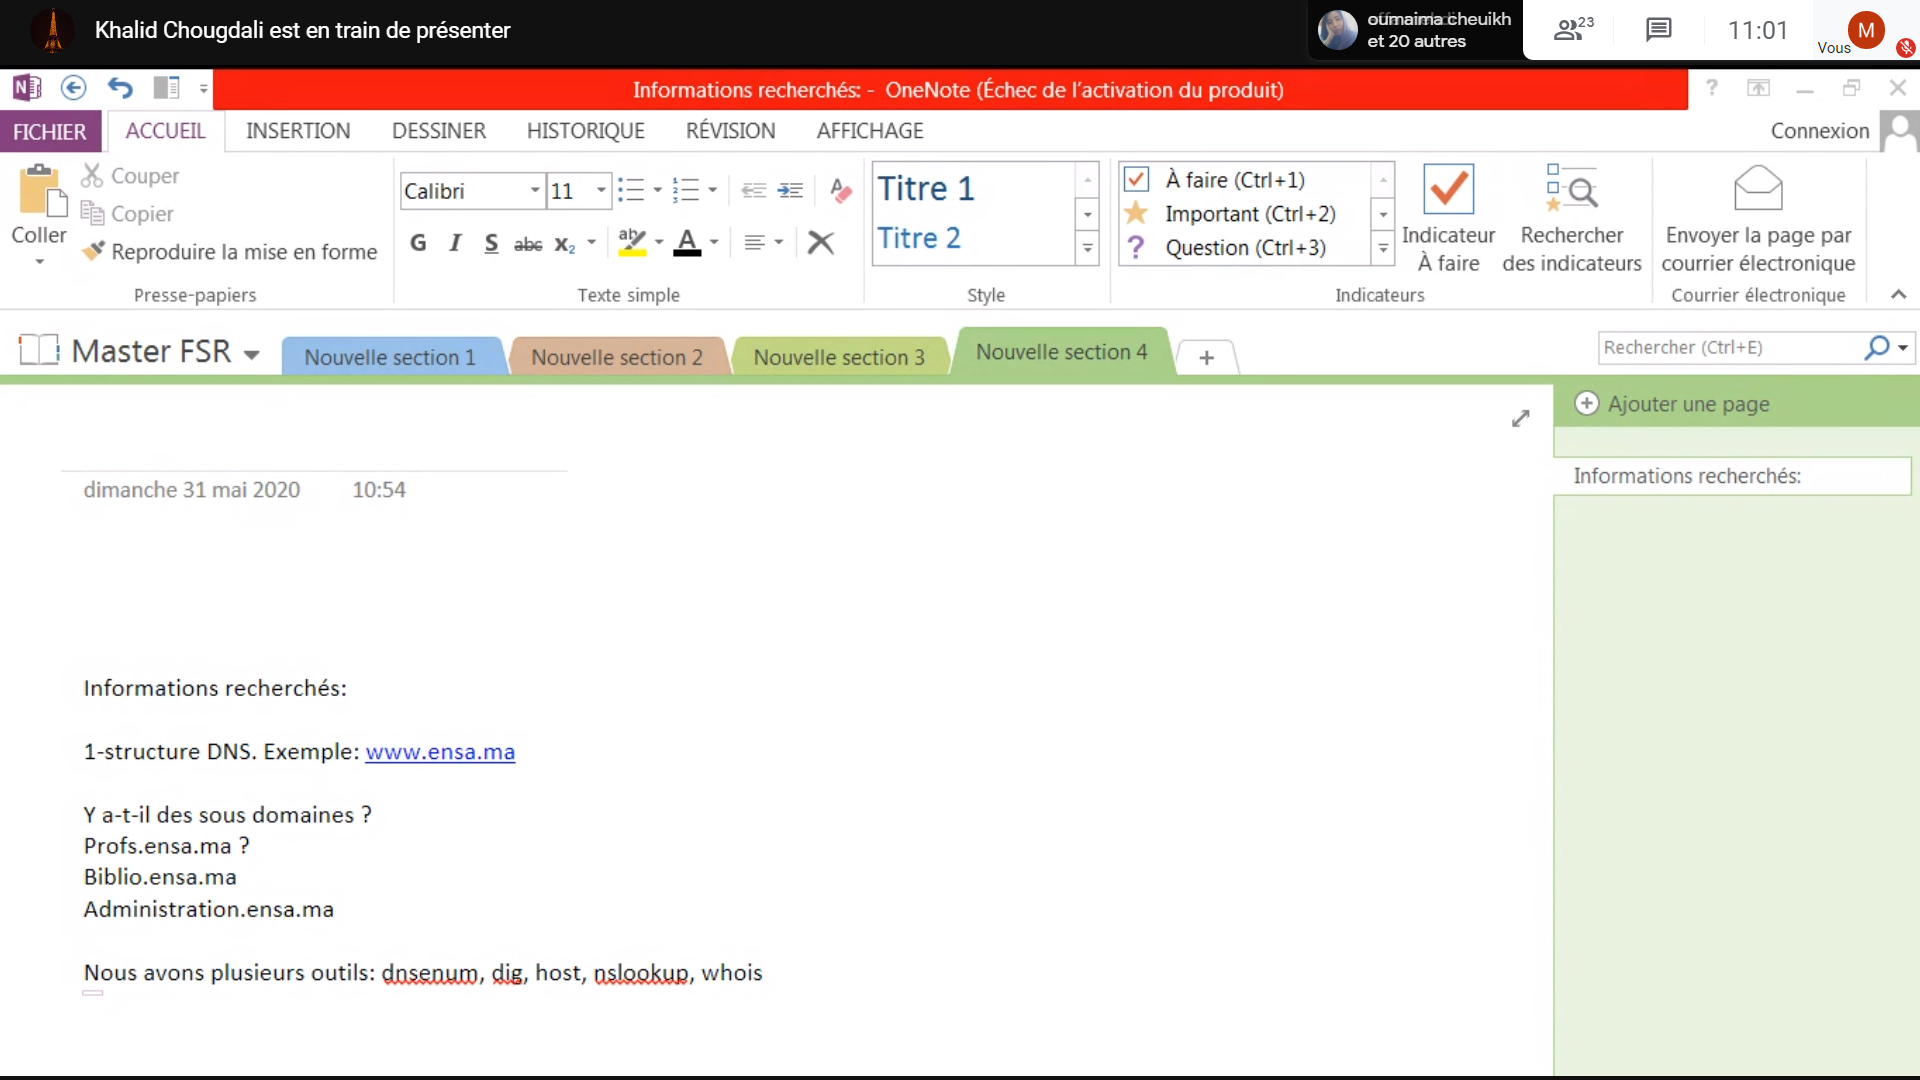 Khalid Chougdali est en train de présenter
oumaima cheuikh
et 20 autres
23
11:01
Vous
M
Informations recherchés: - OneNote (Échec de l'activation du produit)
FICHIER ACCUEIL INSERTION DESSINER HISTORIQUE RÉVISION AFFICHAGE
Connexion
Coller
Couper
Copier
Reproduire la mise en forme
Presse-papiers
Calibri 11
G I S abc X₂ ab A
Texte simple
Titre 1
Titre 2
Style
À faire (Ctrl+1)
Important (Ctrl+2)
Question (Ctrl+3)
Indicateur
À faire
Rechercher
des indicateurs
Indicateurs
Envoyer la page par
courrier électronique
Courrier électronique
Master FSR
Nouvelle section 1
Nouvelle section 2
Nouvelle section 3
Nouvelle section 4
+
Rechercher (Ctrl+E)
Ajouter une page
Informations recherchés:
dimanche 31 mai 2020 10:54
Informations recherchés:
1-structure DNS. Exemple: www.ensa.ma
Y a-t-il des sous domaines ?
Profs.ensa.ma ?
Biblio.ensa.ma
Administration.ensa.ma
Nous avons plusieurs outils: dnsenum, dig, host, nslookup, whois